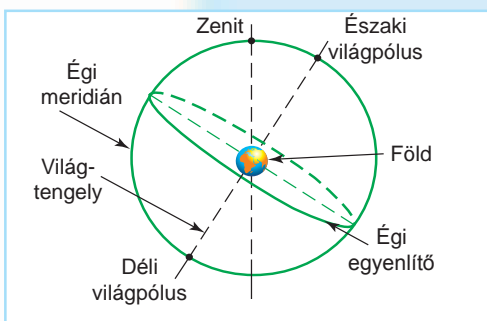 Zenit
Északi
világpólus
Égi
meridián
Világ-
tengely
Föld
Égi
egyenlítő
Déli
világpólus